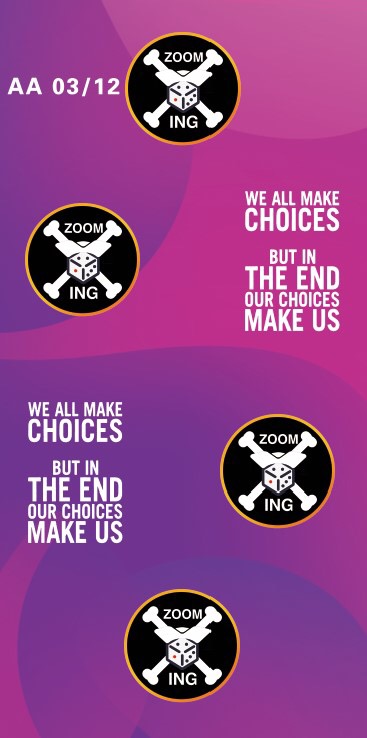 AA 03/12
ZOOM
ING
ZOOM
ING
WE ALL MAKE
CHOICES
BUT IN
THE END
OUR CHOICES
MAKE US
WE ALL MAKE
CHOICES
BUT IN
THE END
OUR CHOICES
MAKE US
ZOOM
ING
ZOOM
ING